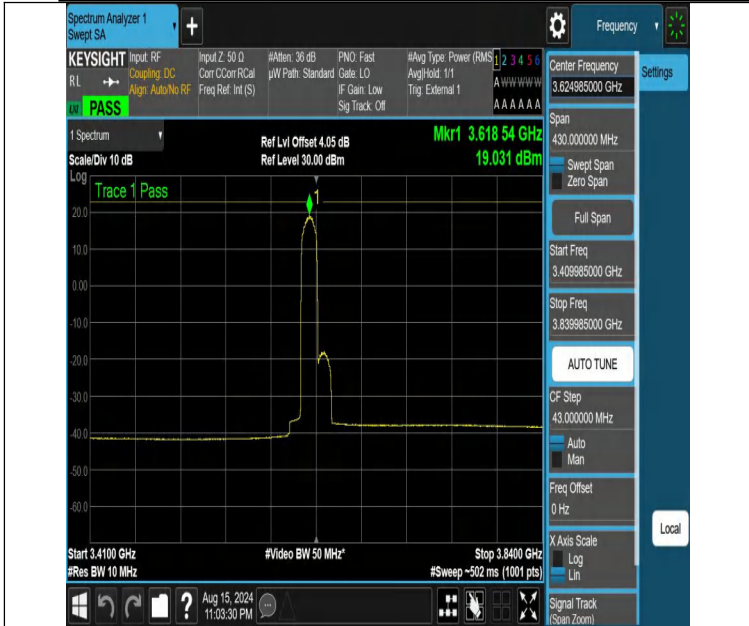 Spectrum Analyzer 1
Swept SA
Frequency
KEYSIGHT
RL
LXI
PASS
Input: RF
Coupling: DC
Align: Auto/No RF
Input Z: 50 Ω
Corr CCorr RCal
Freq Ref: Int (S)
#Atten: 36 dB
µW Path: Standard
PNO: Fast
Gate: LO
IF Gain: Low
Sig Track: Off
#Avg Type: Power (RMS
Avg|Hold: 1/1
Trig: External 1
1 2 3 4 5 6
A W W W W W
A A A A A A
1 Spectrum
Scale/Div 10 dB
Log
Ref Lvl Offset 4.05 dB
Ref Level 30.00 dBm
Mkr1 3.618 54 GHz
19.031 dBm
Trace 1 Pass
1
20.0
10.0
0.00
-10.0
-20.0
-30.0
-40.0
-50.0
-60.0
Start 3.4100 GHz
#Res BW 10 MHz
#Video BW 50 MHz*
Stop 3.8400 GHz
#Sweep ~502 ms (1001 pts)
Aug 15, 2024
11:03:30 PM
Center Frequency
3.624985000 GHz
Settings
Span
430.000000 MHz
Swept Span
Zero Span
Full Span
Start Freq
3.409985000 GHz
Stop Freq
3.839985000 GHz
AUTO TUNE
CF Step
43.000000 MHz
Auto
Man
Freq Offset
0 Hz
X Axis Scale
Log
Lin
Local
Signal Track
(Span Zoom)